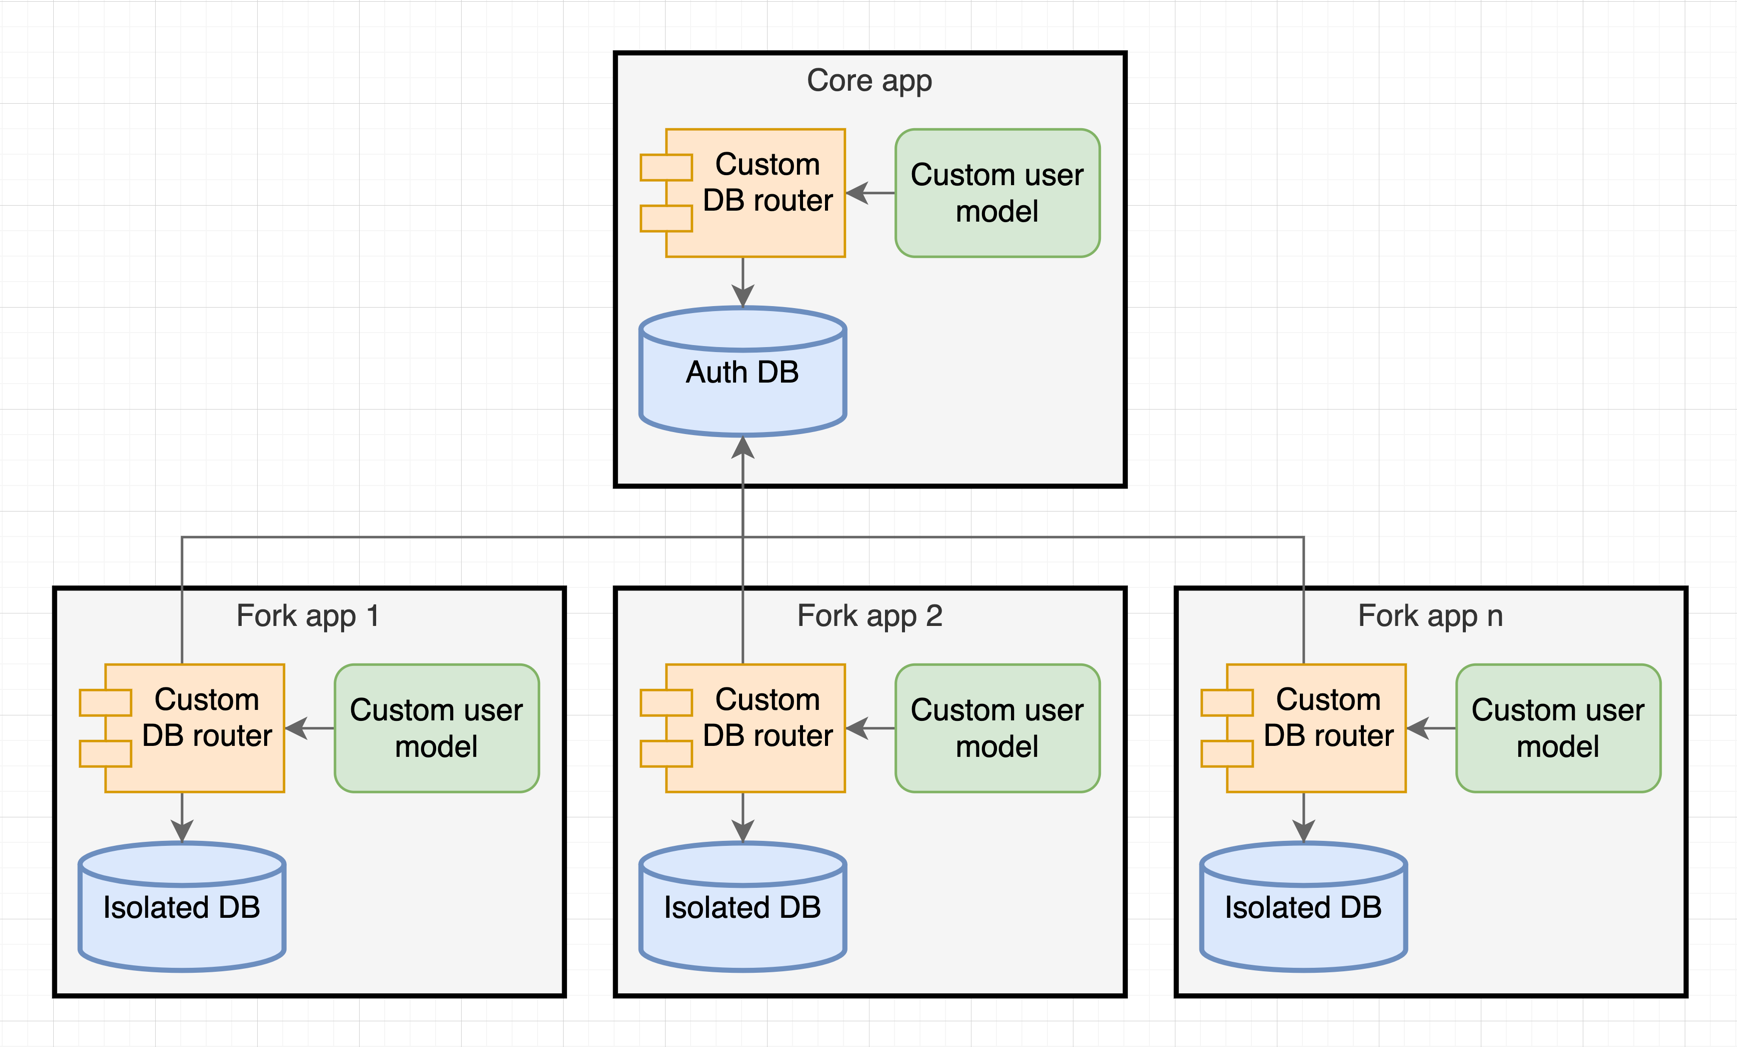 Core app
Custom
DB router
Custom user
model
Auth DB
Fork app 1
Custom
DB router
Custom user
model
Isolated DB
Fork app 2
Custom
DB router
Custom user
model
Isolated DB
Fork app n
Custom
DB router
Custom user
model
Isolated DB